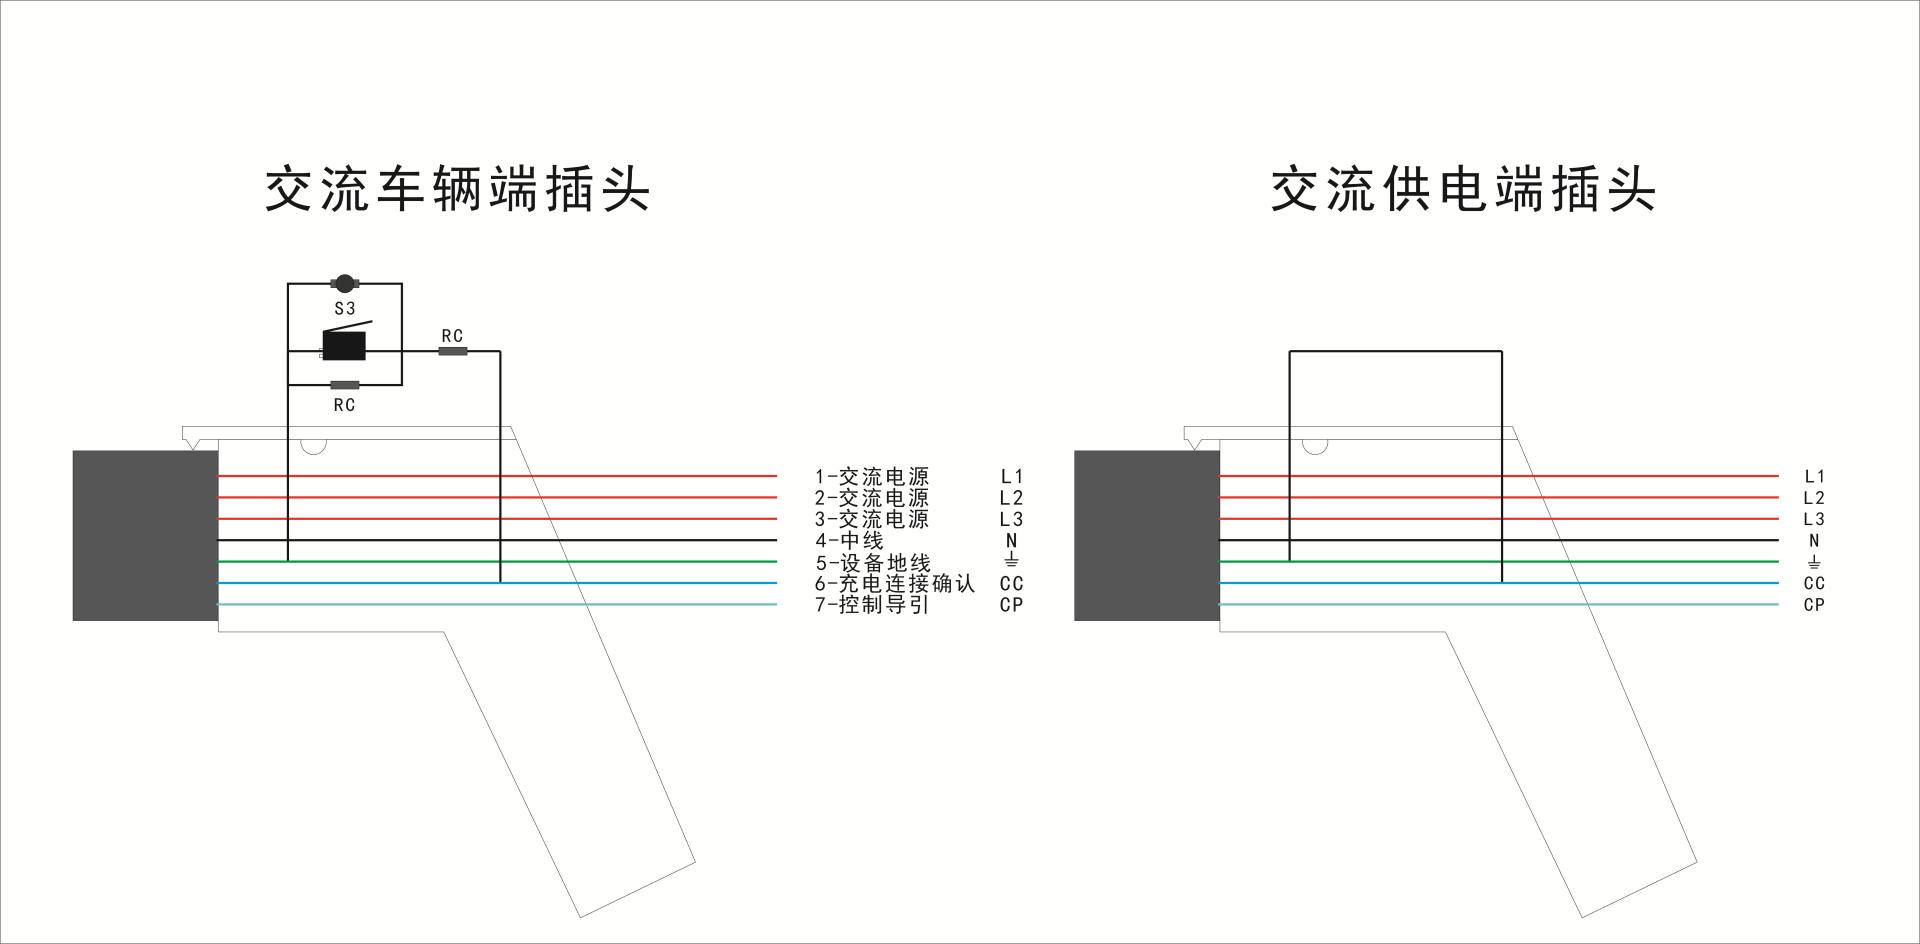 交流车辆端插头
交流供电端插头
S3
RC
RC
1-交流电源 L1
2-交流电源 L2
3-交流电源 L3
4-中线 N
5-设备地线 ⏚
6-充电连接确认 CC
7-控制导引 CP
L1
L2
L3
N
⏚
CC
CP